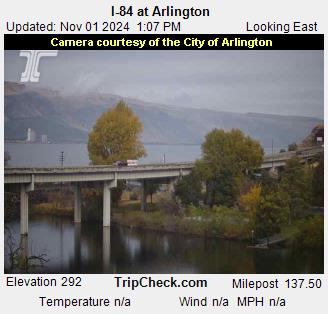 I-84 at Arlington
Updated: Nov 01 2024 1:07 PM Looking East
Camera courtesy of the City of Arlington
Elevation 292 TripCheck.com Milepost 137.50
Temperature n/a Wind n/a MPH n/a